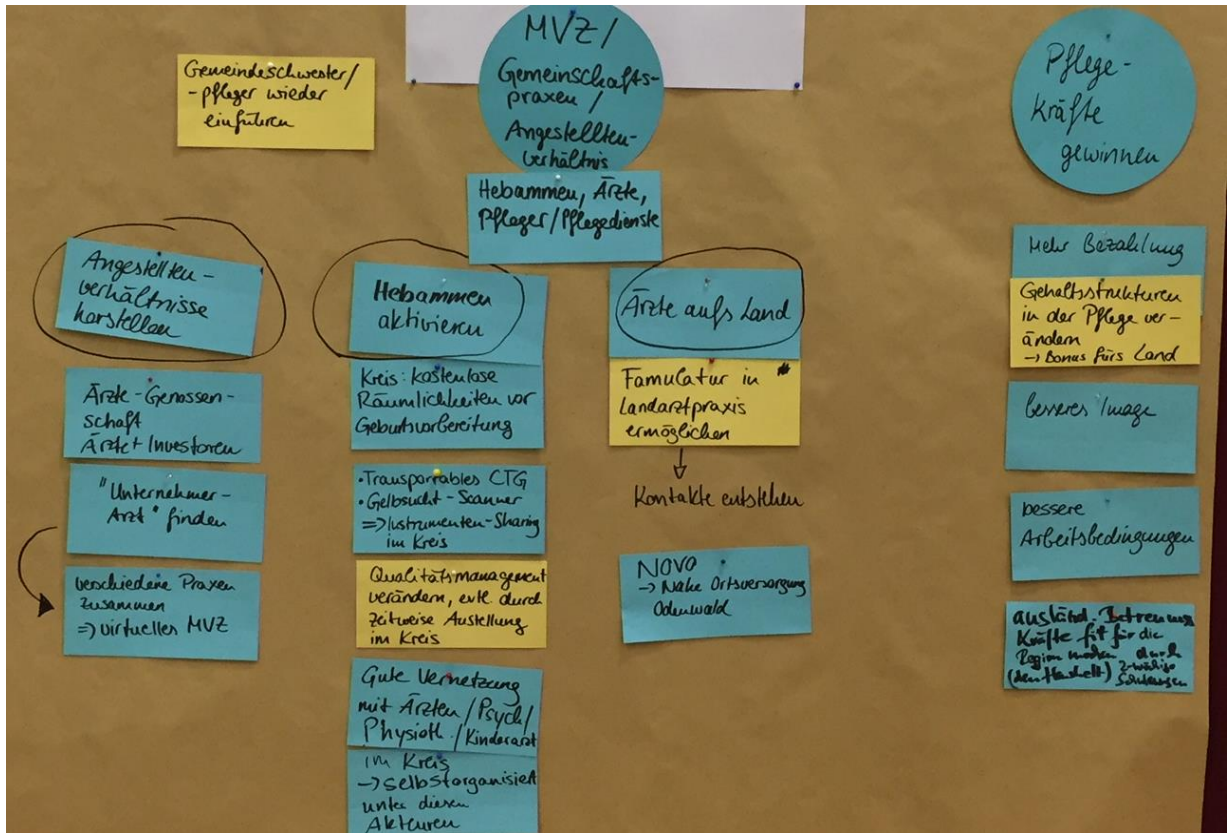 Gemeindeschwester/
-pfleger wieder
einführen
MVZ/
Gemeinschafts-
praxen /
Angestellten-
verhältnis
Hebammen, Ärzte,
Pfleger/Pflegedienste
Angestellten-
verhältnisse
herstellen
Ärzte-Genossen-
schaft
Ärzte + Investoren
"Unternehmer-
Arzt" finden
verschiedene Praxen
zusammen
=> virtuelles MVZ
Hebammen
aktivieren
Kreis: kostenlose
Räumlichkeiten vor
Geburtsvorbereitung
• Transportables CTG
• Gelbsucht-Scanner
=> Instrumenten-Sharing
im Kreis
Qualitätsmanagement
verändern, evtl. durch
zeitweise Anstellung
im Kreis
Gute Vernetzung
mit Ärzten/Psych/
Physioth./Kinderarzt
im Kreis
-> selbstorganisiert
unter diesen
Akteuren
Ärzte aufs Land
Famulatur in
Landarztpraxis
ermöglichen
↓
Kontakte entstehen
NOVO
-> Nahe Ortsversorgung
Odenwald
Pflege-
kräfte
gewinnen
Mehr Bezahlung
Gehaltsstrukturen
in der Pflege ver-
ändern
-> Bonus fürs Land
besseres Image
bessere
Arbeitsbedingungen
ausländ. Betreuungs
Kräfte fit für die
Region machen durch